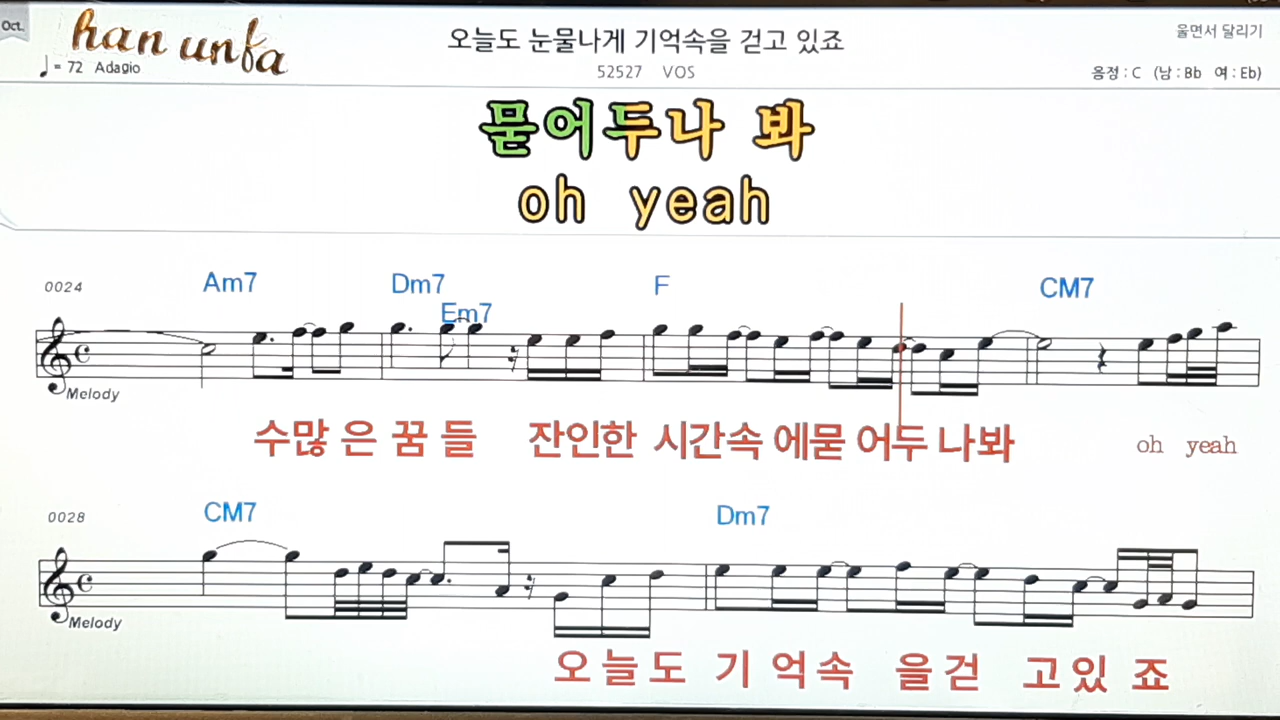 Oct.
han unfa
오늘도 눈물나게 기억속을 걷고 있죠
울면서 달리기
♩= 72 Adagio
52527 VOS
음정 : C (남 : Bb 여 : Eb)
묻어두나 봐
oh yeah
0024
Am7 Dm7 Em7 F CM7
Melody
수많 은 꿈 들 잔인한 시간속 에묻 어두 나봐 oh yeah
0028
CM7 Dm7
Melody
오 늘 도 기 억속 을걷 고있 죠